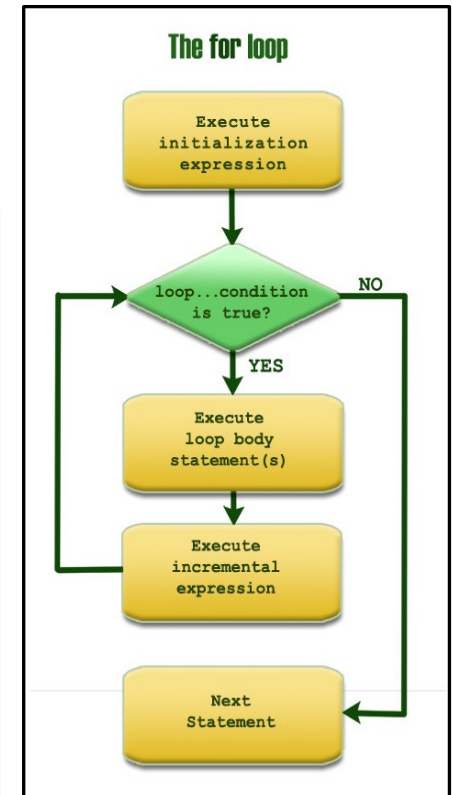 The for loop
Execute
initialization
expression
loop...condition
is true?
NO
YES
Execute
loop body
statement(s)
Execute
incremental
expression
Next
Statement